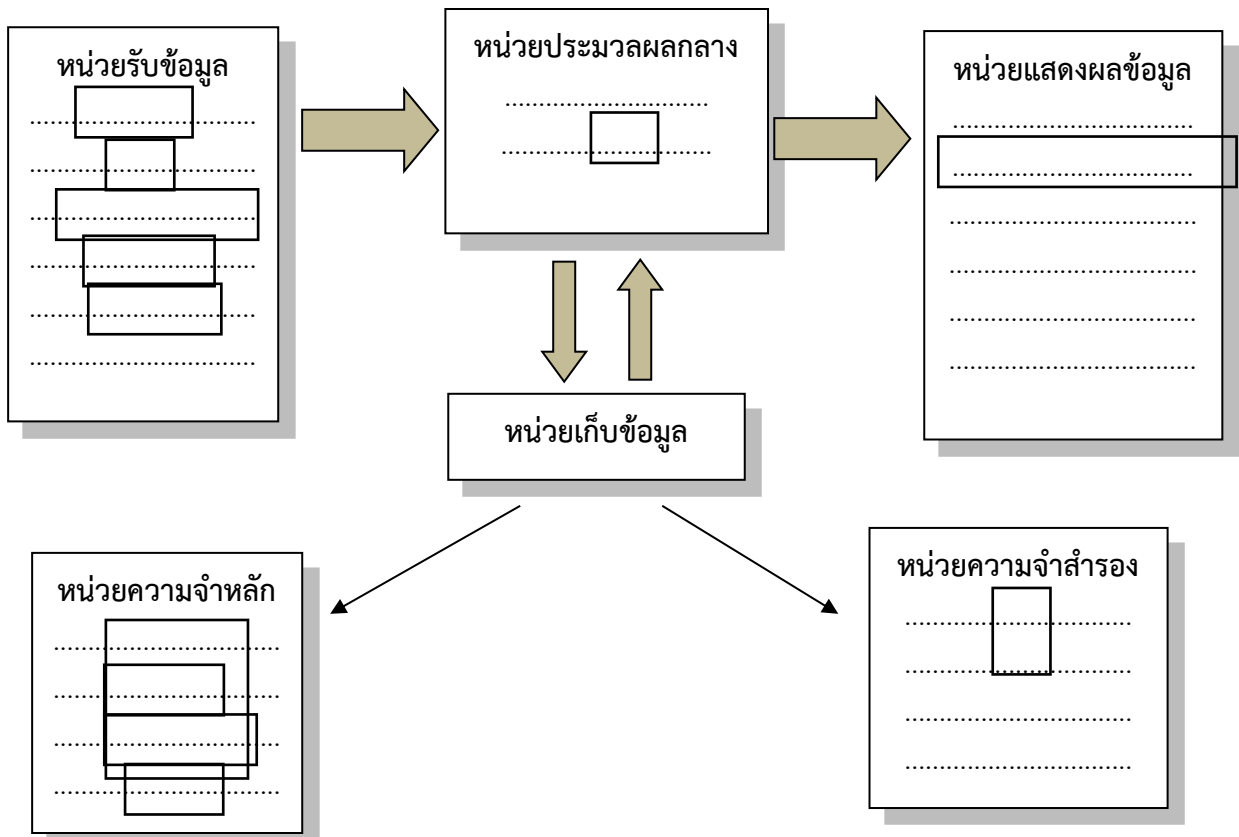 หน่วยรับข้อมูล
หน่วยประมวลผลกลาง
หน่วยแสดงผลข้อมูล
หน่วยเก็บข้อมูล
หน่วยความจำหลัก
หน่วยความจำสำรอง